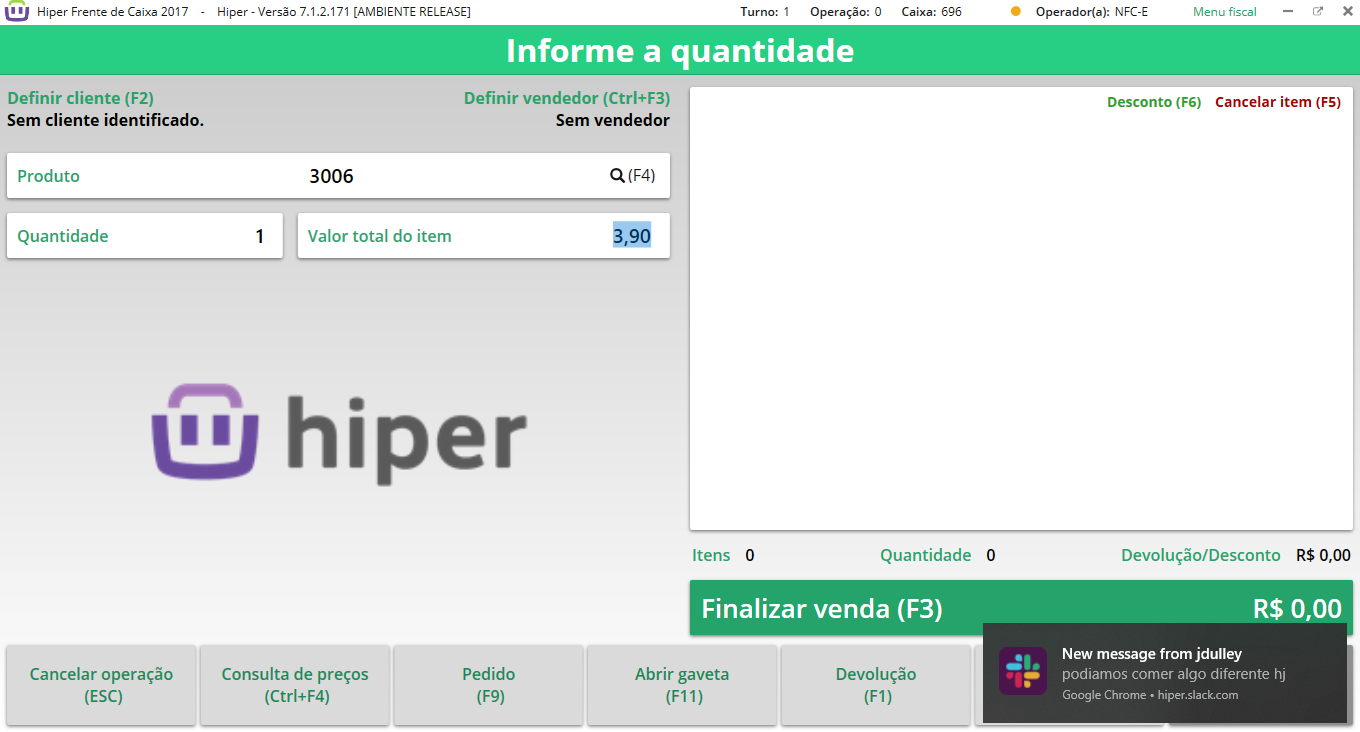 Hiper Frente de Caixa 2017 - Hiper - Versão 7.1.2.171 [AMBIENTE RELEASE] Turno: 1 Operação: 0 Caixa: 696 Operador(a): NFC-E Menu fiscal
Informe a quantidade
Definir cliente (F2) Definir vendedor (Ctrl+F3)
Sem cliente identificado. Sem vendedor
Desconto (F6) Cancelar item (F5)
Produto 3006 (F4)
Quantidade 1 Valor total do item 3,90
hiper
Itens 0 Quantidade 0 Devolução/Desconto R$ 0,00
Finalizar venda (F3) R$ 0,00
Cancelar operação
(ESC)
Consulta de preços
(Ctrl+F4)
Pedido
(F9)
Abrir gaveta
(F11)
Devolução
(F1)
New message from jdulley
podiamos comer algo diferente hj
Google Chrome • hiper.slack.com